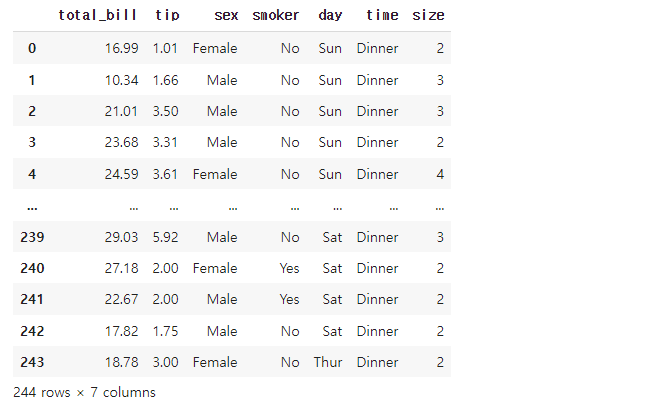 total_bill tip sex smoker day time size
0 16.99 1.01 Female No Sun Dinner 2
1 10.34 1.66 Male No Sun Dinner 3
2 21.01 3.50 Male No Sun Dinner 3
3 23.68 3.31 Male No Sun Dinner 2
4 24.59 3.61 Female No Sun Dinner 4
... ... ... ... ... ... ... ...
239 29.03 5.92 Male No Sat Dinner 3
240 27.18 2.00 Female Yes Sat Dinner 2
241 22.67 2.00 Male Yes Sat Dinner 2
242 17.82 1.75 Male No Sat Dinner 2
243 18.78 3.00 Female No Thur Dinner 2
244 rows × 7 columns